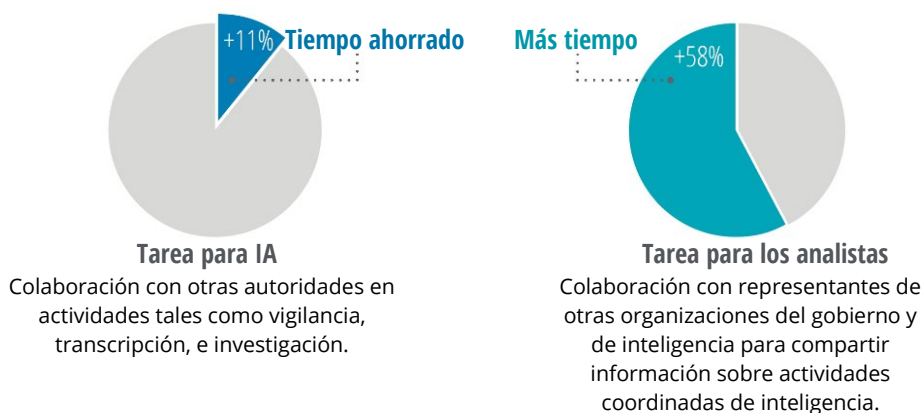 +11% Tiempo ahorrado
Tarea para IA
Colaboración con otras autoridades en
actividades tales como vigilancia,
transcripción, e investigación.
Más tiempo
+58%
Tarea para los analistas
Colaboración con representantes de
otras organizaciones del gobierno y
de inteligencia para compartir
información sobre actividades
coordinadas de inteligencia.